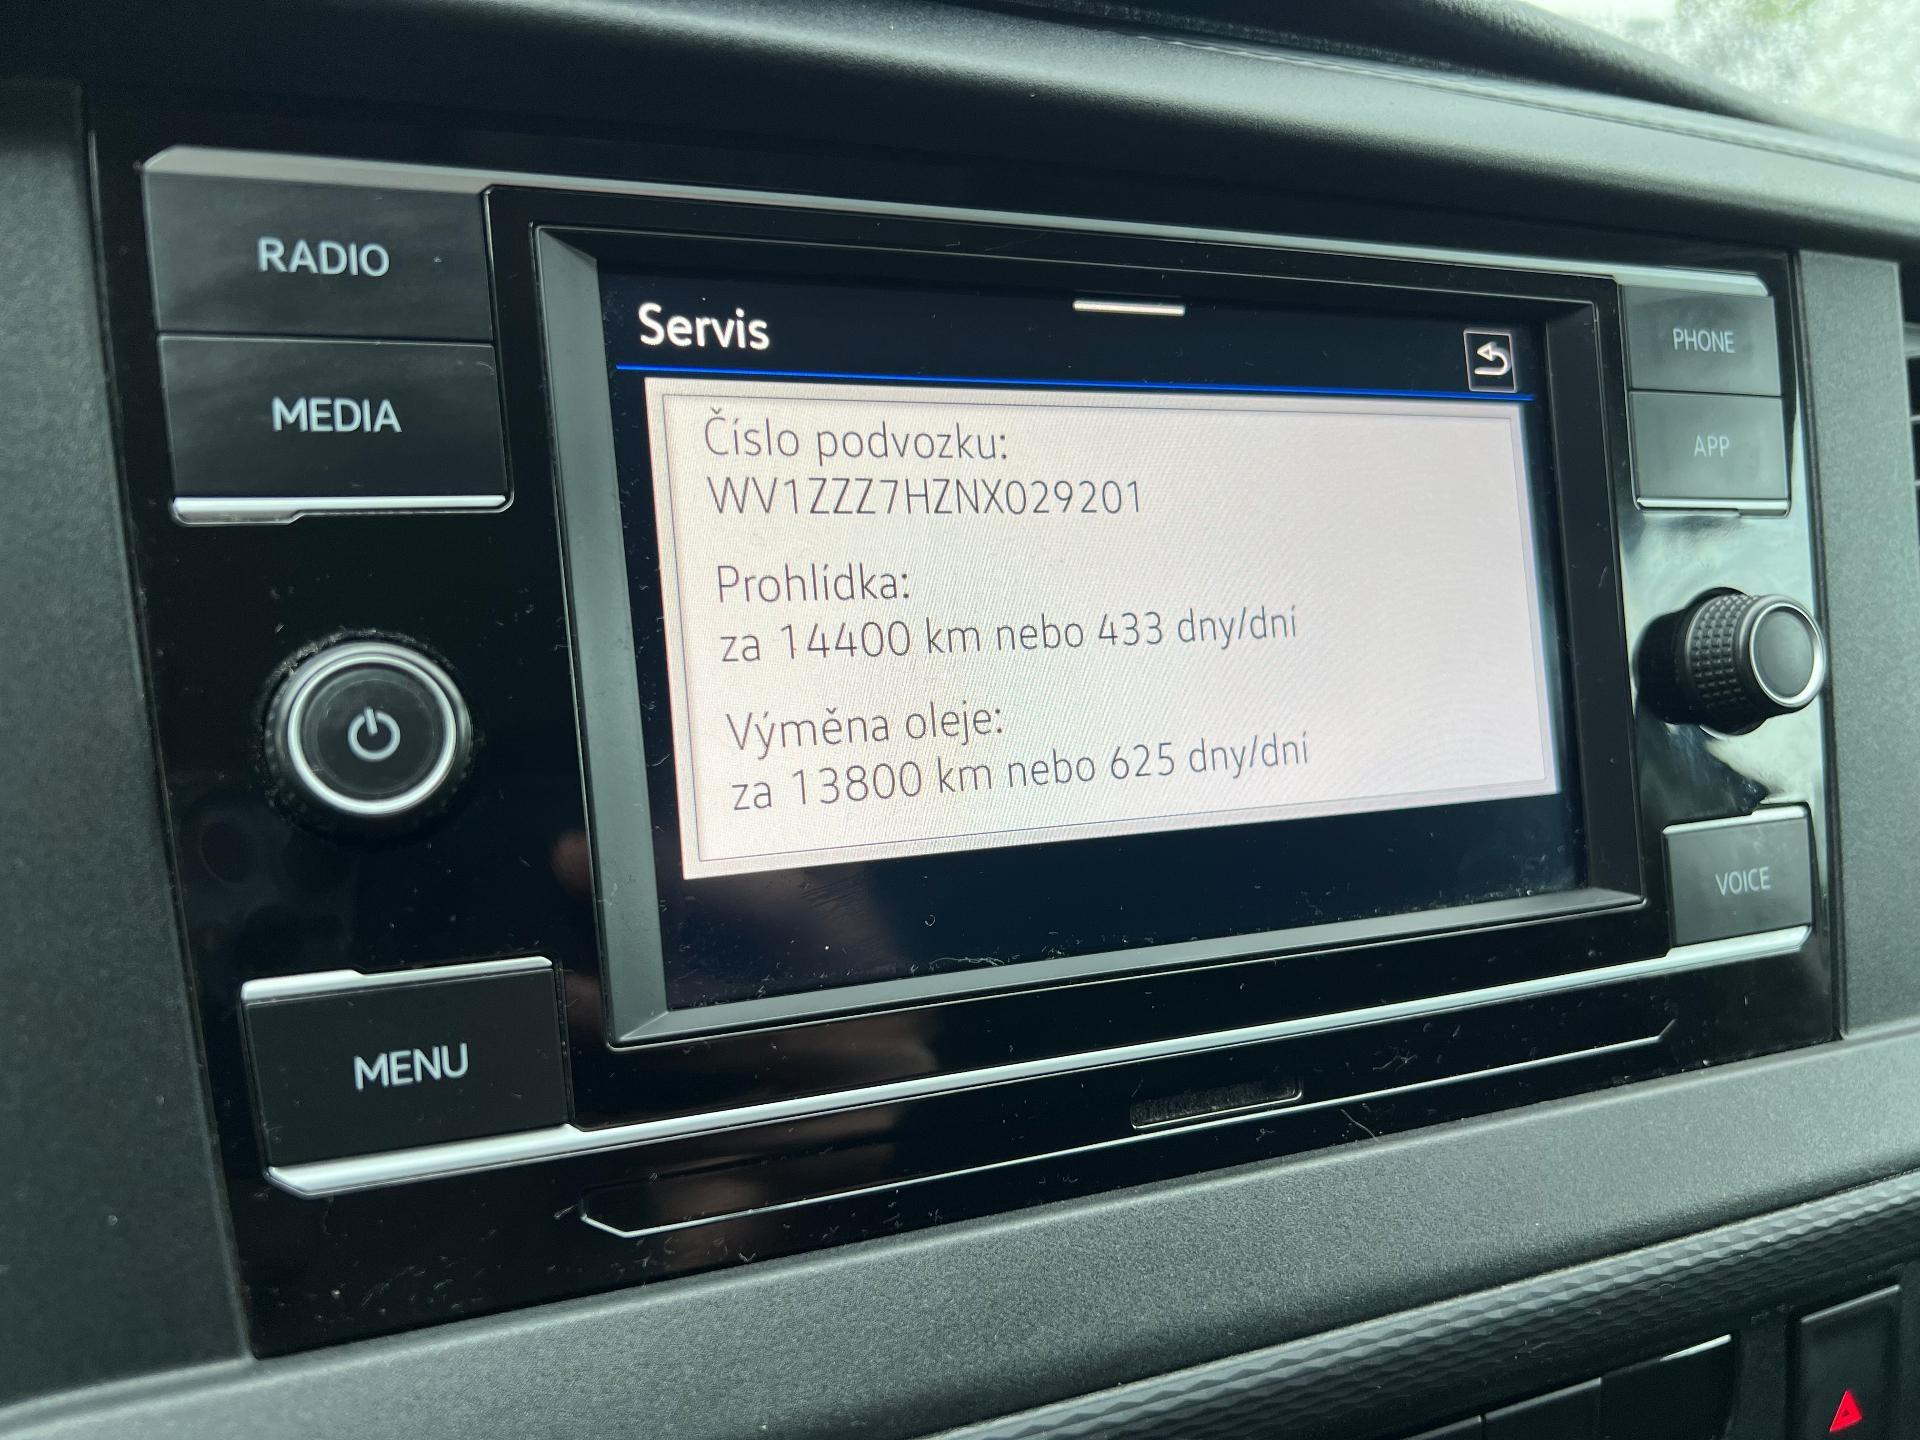 RADIO
MEDIA
MENU
Servis
Číslo podvozku:
WV1ZZZ7HZNX029201
Prohlídka:
za 14400 km nebo 433 dny/dní
Výměna oleje:
za 13800 km nebo 625 dny/dní
PHONE
APP
VOICE